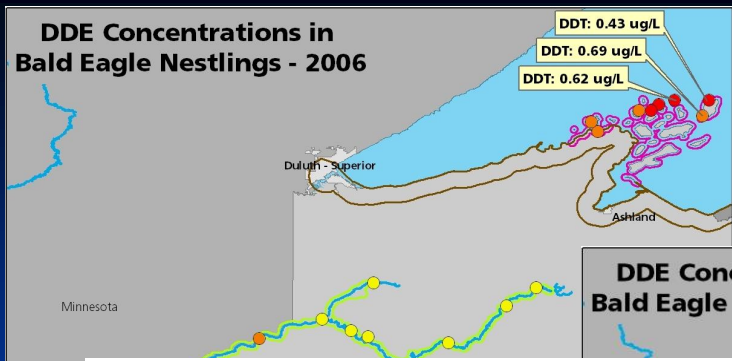 DDE Concentrations in
Bald Eagle Nestlings - 2006
DDT: 0.43 ug/L
DDT: 0.69 ug/L
DDT: 0.62 ug/L
Duluth - Superior
Ashland
Minnesota
DDE Con
Bald Eagle